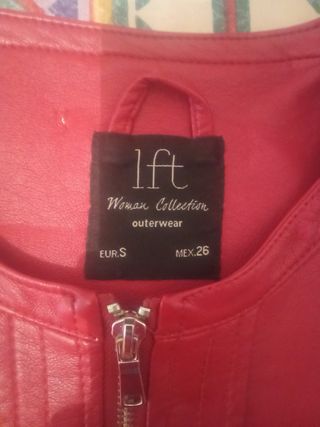 lft
Woman Collection
outerwear
EUR.S MEX.26